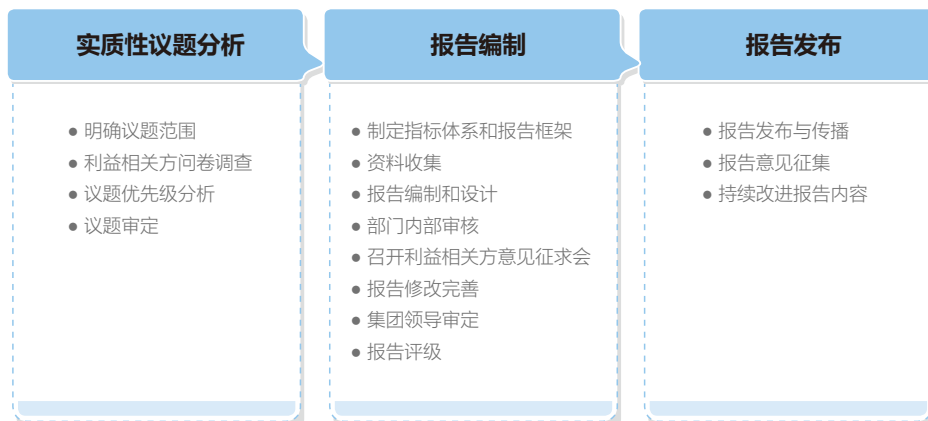 实质性议题分析
● 明确议题范围
● 利益相关方问卷调查
● 议题优先级分析
● 议题审定
报告编制
● 制定指标体系和报告框架
● 资料收集
● 报告编制和设计
● 部门内部审核
● 召开利益相关方意见征求会
● 报告修改完善
● 集团领导审定
● 报告评级
报告发布
● 报告发布与传播
● 报告意见征集
● 持续改进报告内容